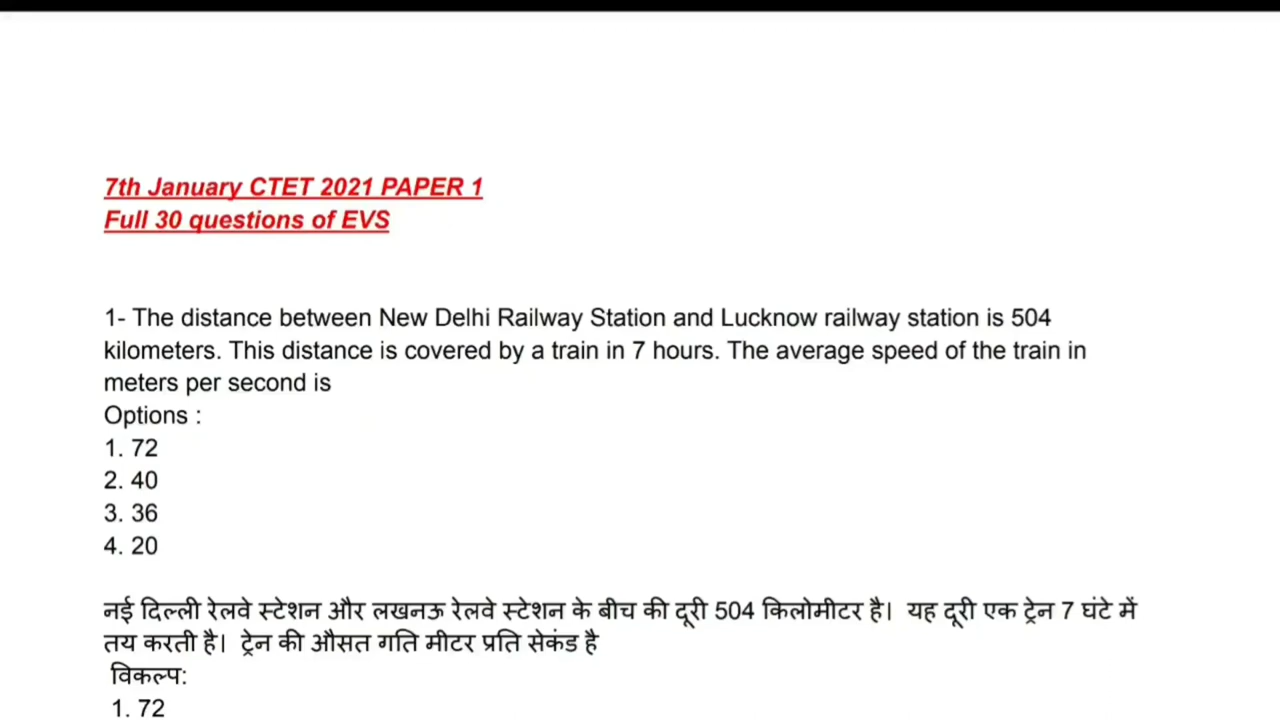 7th January CTET 2021 PAPER 1
Full 30 questions of EVS
1- The distance between New Delhi Railway Station and Lucknow railway station is 504
kilometers. This distance is covered by a train in 7 hours. The average speed of the train in
meters per second is
Options :
1. 72
2. 40
3. 36
4. 20
नई दिल्ली रेलवे स्टेशन और लखनऊ रेलवे स्टेशन के बीच की दूरी 504 किलोमीटर है। यह दूरी एक ट्रेन 7 घंटे में
तय करती है। ट्रेन की औसत गति मीटर प्रति सेकंड है
विकल्प:
1. 72